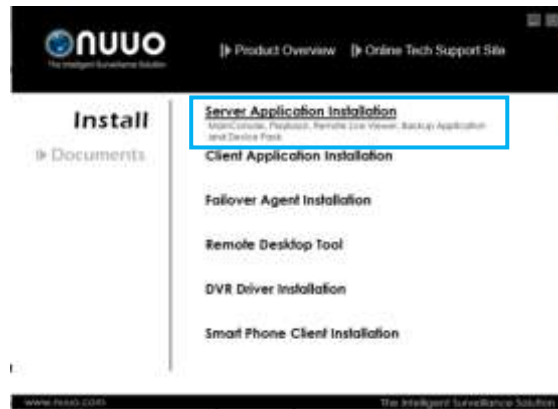 nuuo
The Intelligent Surveillance Solution
Product Overview
Online Tech Support Site
Install
Documents
Server Application Installation
MainConsole, Playback, Remote Live Viewer, Backup Application
and Device Pack
Client Application Installation
Failover Agent Installation
Remote Desktop Tool
DVR Driver Installation
Smart Phone Client Installation
www.nuuo.com
The Intelligent Surveillance Solution